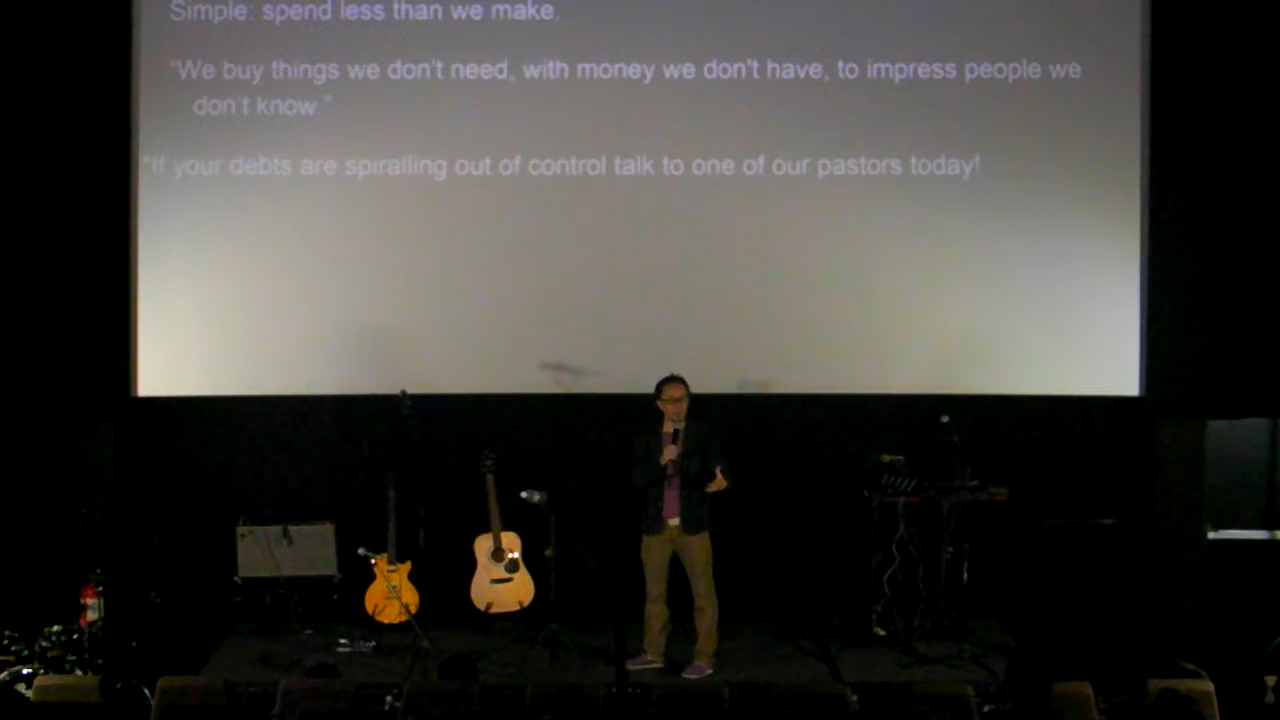 Simple: spend less than we make.
"We buy things we don't need, with money we don't have, to impress people we
don't know."
"If your debts are spiralling out of control talk to one of our pastors today!